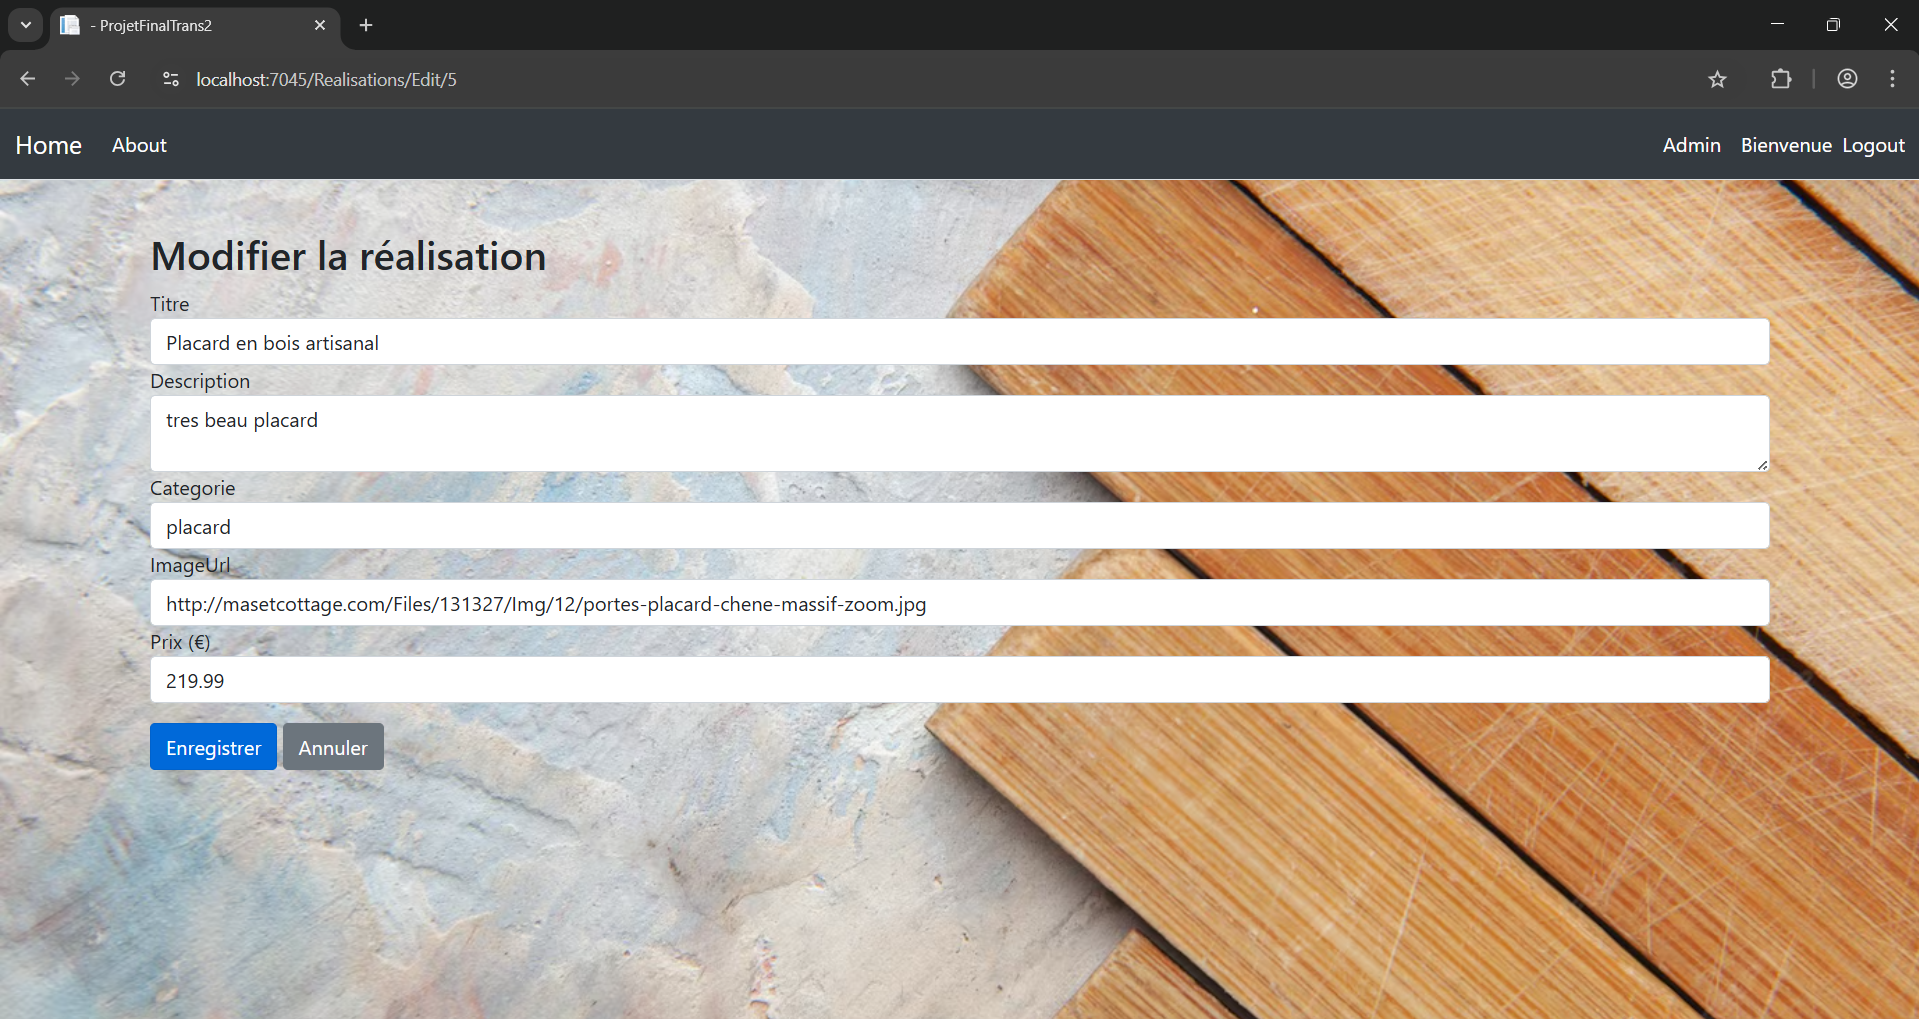 - ProjetFinalTrans2
localhost:7045/Realisations/Edit/5
Home About Admin Bienvenue Logout
Modifier la réalisation
Titre
Placard en bois artisanal
Description
tres beau placard
Categorie
placard
ImageUrl
http://masetcottage.com/Files/131327/Img/12/portes-placard-chene-massif-zoom.jpg
Prix (€)
219.99
Enregistrer Annuler